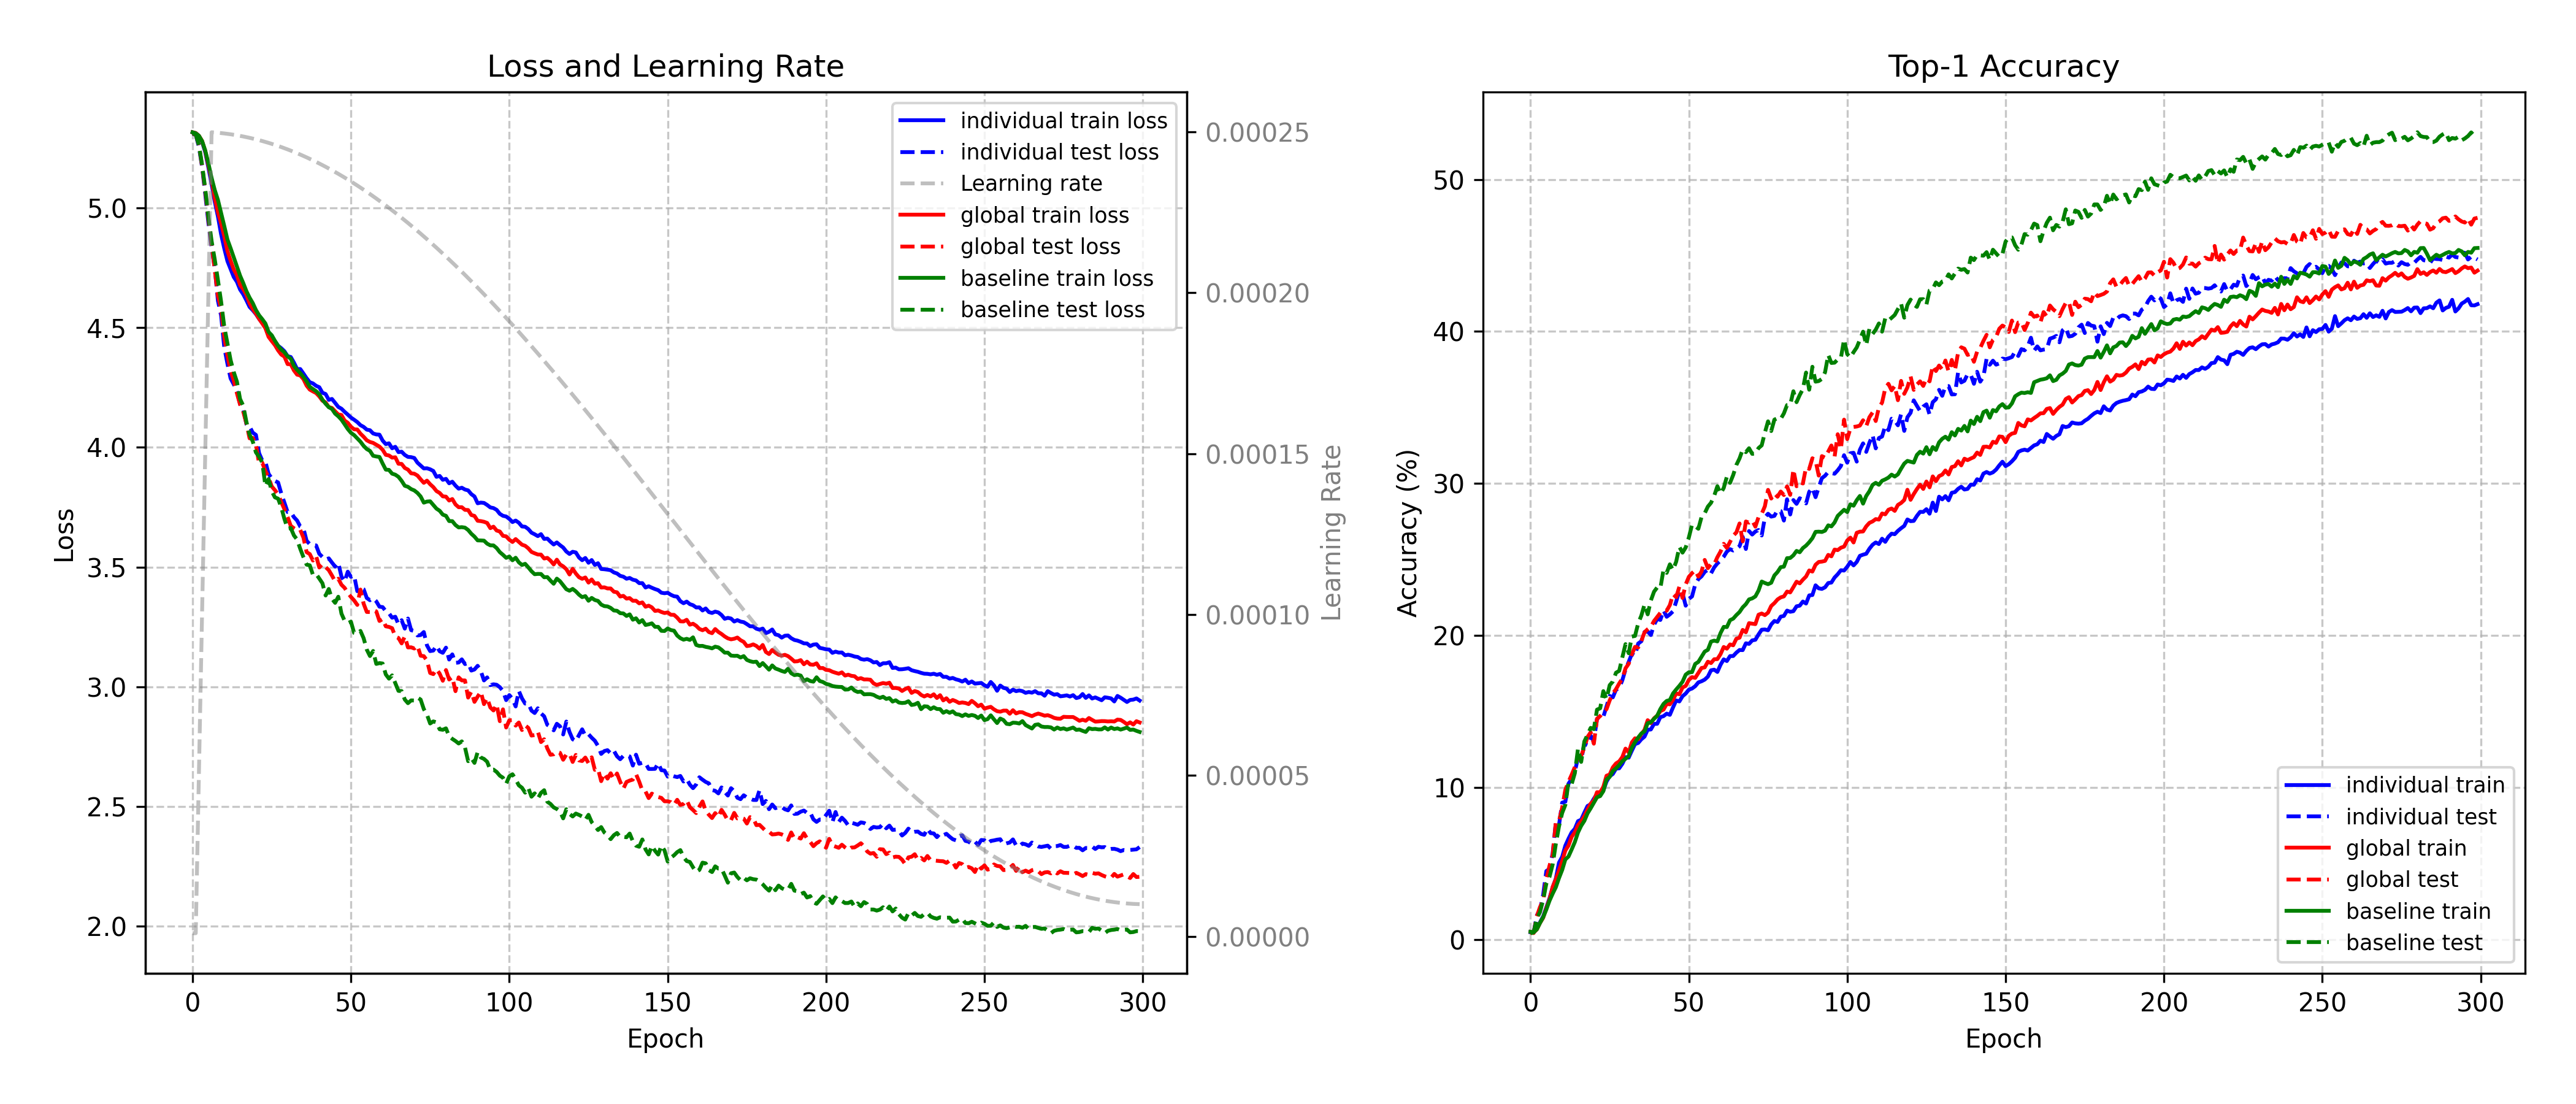 Loss and Learning Rate
Loss
5.0
4.5
4.0
3.5
3.0
2.5
2.0
0 50 100 150 200 250 300
Epoch
individual train loss
individual test loss
Learning rate
global train loss
global test loss
baseline train loss
baseline test loss
0.00025
0.00020
0.00015
0.00010
0.00005
0.00000
Learning Rate
Top-1 Accuracy
Accuracy (%)
50
40
30
20
10
0
0 50 100 150 200 250 300
Epoch
individual train
individual test
global train
global test
baseline train
baseline test